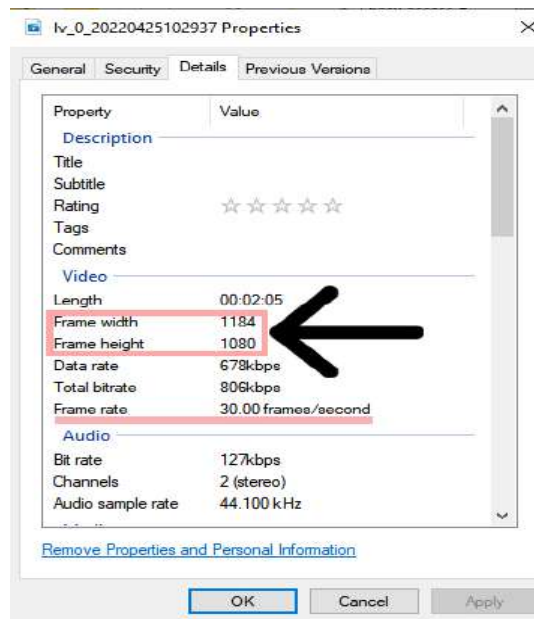 lv_0_20220425102937 Properties
General Security Details Previous Versions
Property Value
Description
Title
Subtitle
Rating
Tags
Comments
Video
Length 00:02:05
Frame width 1184
Frame height 1080
Data rate 678kbps
Total bitrate 806kbps
Frame rate 30.00 frames/second
Audio
Bit rate 127kbps
Channels 2 (stereo)
Audio sample rate 44.100 kHz
Remove Properties and Personal Information
OK Cancel Apply